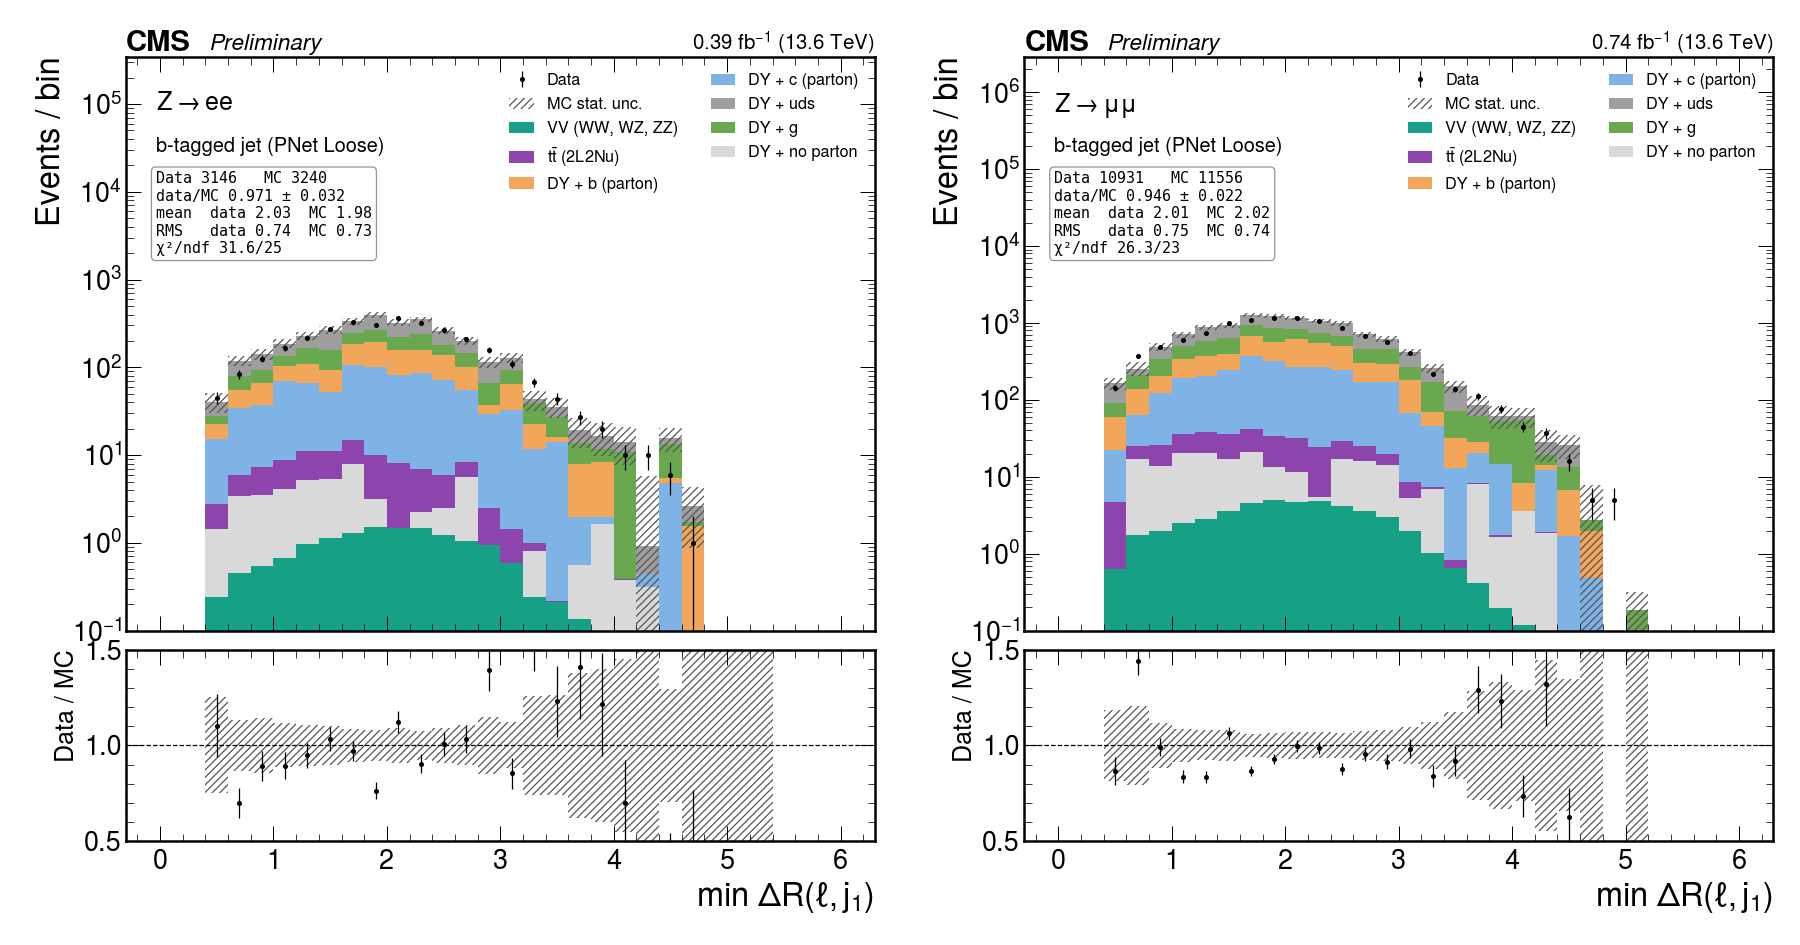 CMS Preliminary 0.39 fb⁻¹ (13.6 TeV)
Events / bin
Z → ee
b-tagged jet (PNet Loose)
Data 3146 MC 3240
data/MC 0.971 ± 0.032
mean data 2.03 MC 1.98
RMS data 0.74 MC 0.73
χ²/ndf 31.6/25
Data
MC stat. unc.
VV (WW, WZ, ZZ)
tt̄ (2L2Nu)
DY + b (parton)
DY + c (parton)
DY + uds
DY + g
DY + no parton
10⁵
10⁴
10³
10²
10¹
10⁰
10⁻¹
Data / MC
1.5
1.0
0.5
0 1 2 3 4 5 6
min ΔR(ℓ, j₁)
CMS Preliminary 0.74 fb⁻¹ (13.6 TeV)
Events / bin
Z → μμ
b-tagged jet (PNet Loose)
Data 10931 MC 11556
data/MC 0.946 ± 0.022
mean data 2.01 MC 2.02
RMS data 0.75 MC 0.74
χ²/ndf 26.3/23
Data
MC stat. unc.
VV (WW, WZ, ZZ)
tt̄ (2L2Nu)
DY + b (parton)
DY + c (parton)
DY + uds
DY + g
DY + no parton
10⁶
10⁵
10⁴
10³
10²
10¹
10⁰
10⁻¹
Data / MC
1.5
1.0
0.5
0 1 2 3 4 5 6
min ΔR(ℓ, j₁)